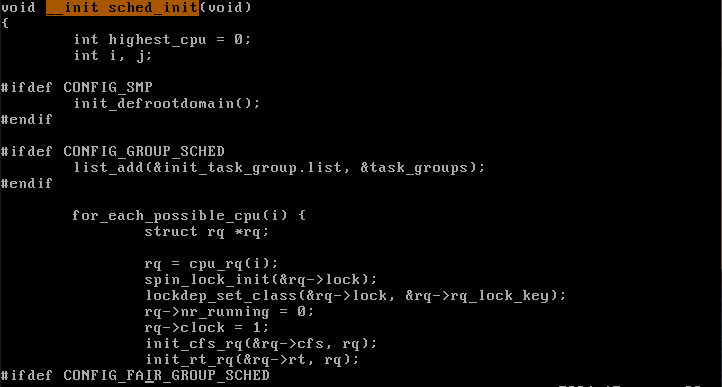 void __init sched_init(void)
{
        int highest_cpu = 0;
        int i, j;

#ifdef CONFIG_SMP
        init_defrootdomain();
#endif

#ifdef CONFIG_GROUP_SCHED
        list_add(&init_task_group.list, &task_groups);
#endif

        for_each_possible_cpu(i) {
                struct rq *rq;

                rq = cpu_rq(i);
                spin_lock_init(&rq->lock);
                lockdep_set_class(&rq->lock, &rq->rq_lock_key);
                rq->nr_running = 0;
                rq->clock = 1;
                init_cfs_rq(&rq->cfs, rq);
                init_rt_rq(&rq->rt, rq);
#ifdef CONFIG_FAIR_GROUP_SCHED